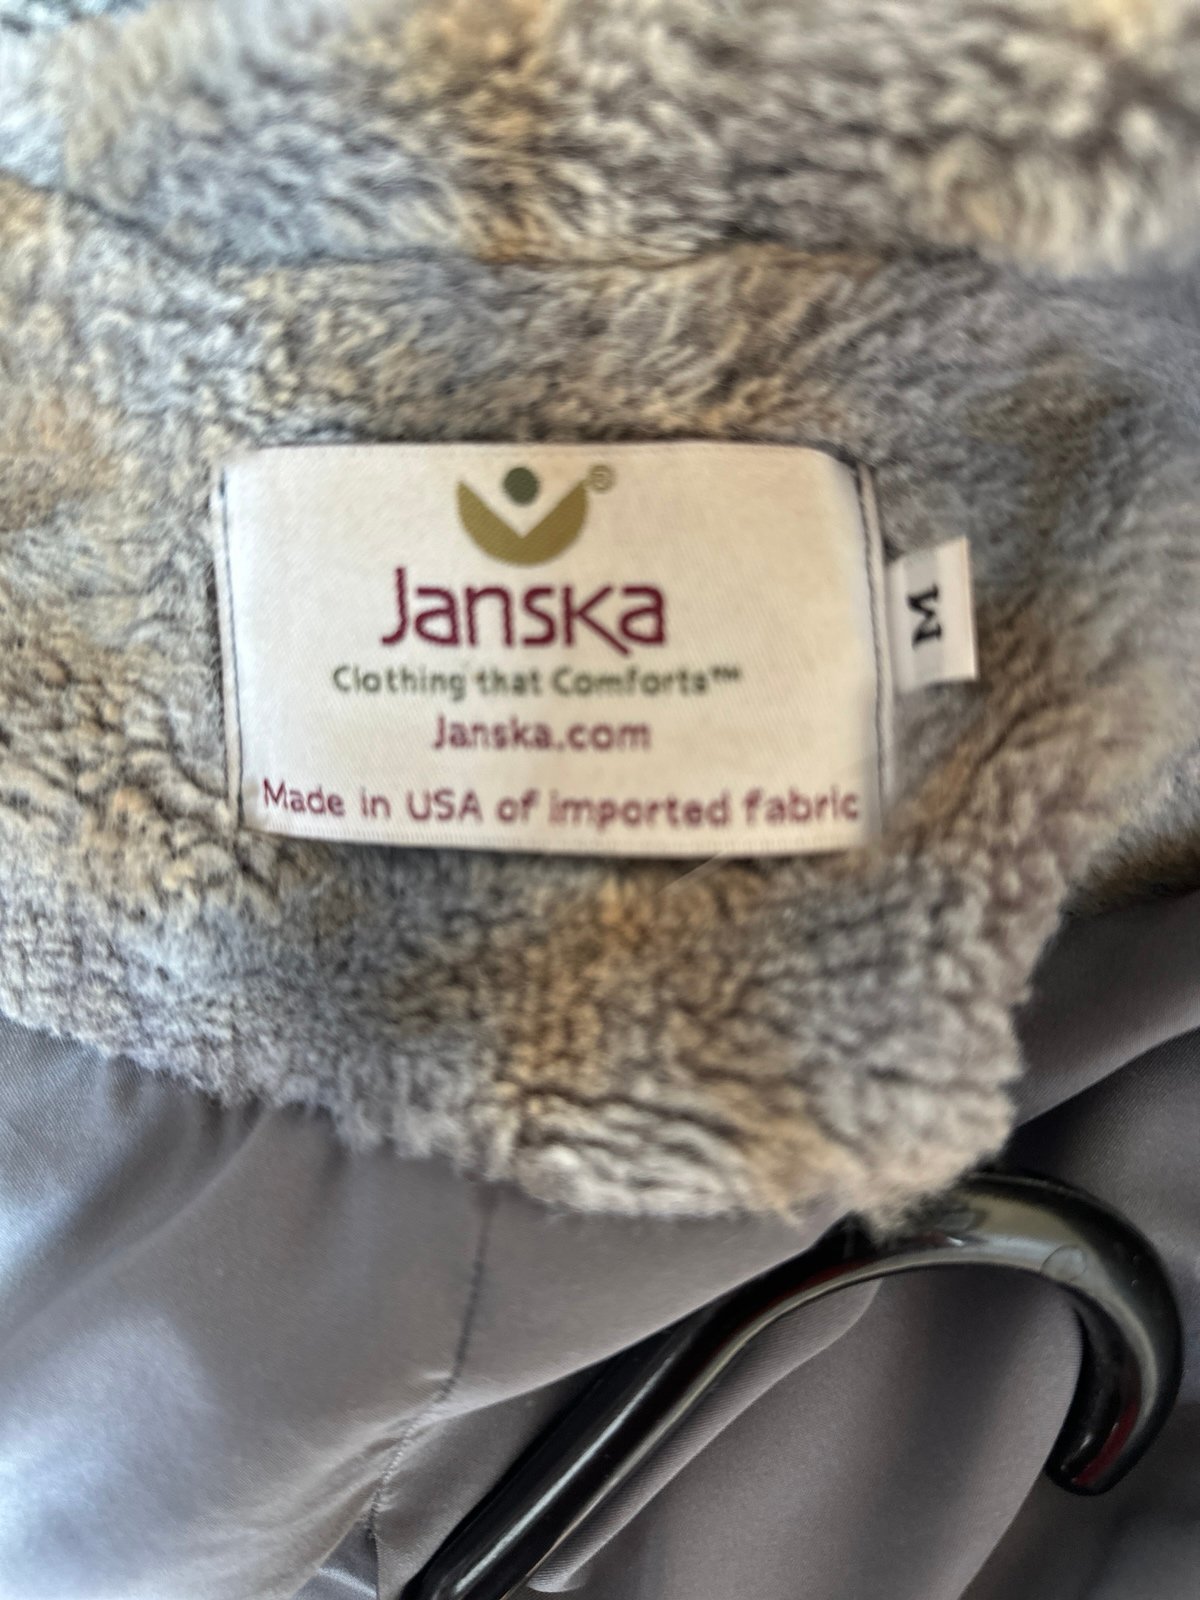 ®
Janska
Clothing that Comforts™
Janska.com
Made in USA of imported fabric
M